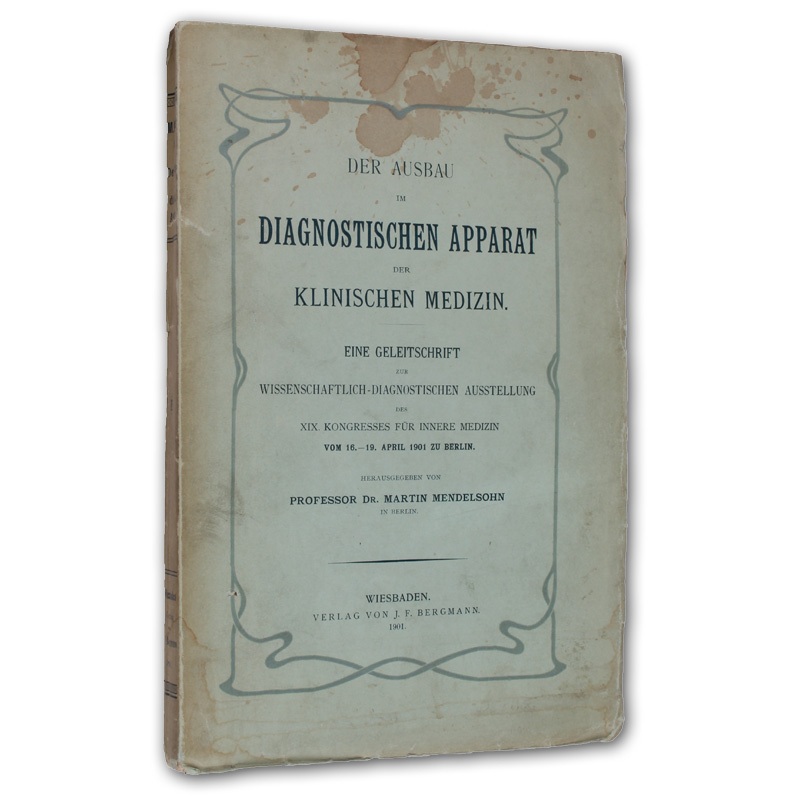 DER AUSBAU
IM
DIAGNOSTISCHEN APPARAT
DER
KLINISCHEN MEDIZIN.
EINE GELEITSCHRIFT
ZUR
WISSENSCHAFTLICH-DIAGNOSTISCHEN AUSSTELLUNG
DES
XIX. KONGRESSES FÜR INNERE MEDIZIN
VOM 16.—19. APRIL 1901 ZU BERLIN.
HERAUSGEGEBEN VON
PROFESSOR DR. MARTIN MENDELSOHN
IN BERLIN.
WIESBADEN.
VERLAG VON J. F. BERGMANN.
1901.